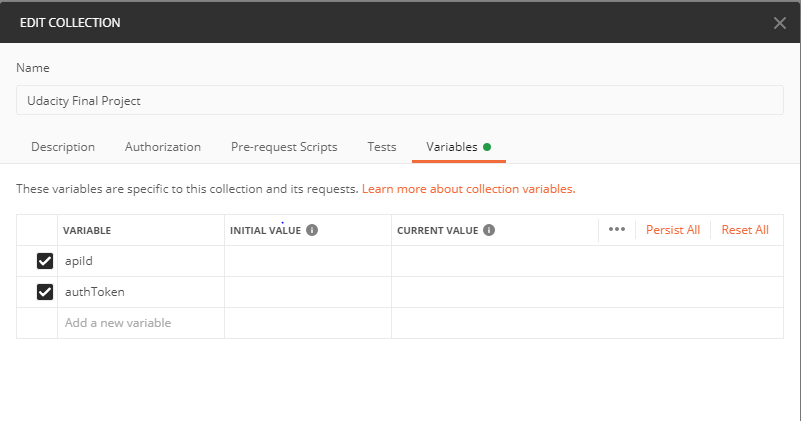 EDIT COLLECTION
Name
Udacity Final Project
Description Authorization Pre-request Scripts Tests Variables
These variables are specific to this collection and its requests. Learn more about collection variables.
VARIABLE INITIAL VALUE CURRENT VALUE ••• Persist All Reset All
apiId
authToken
Add a new variable